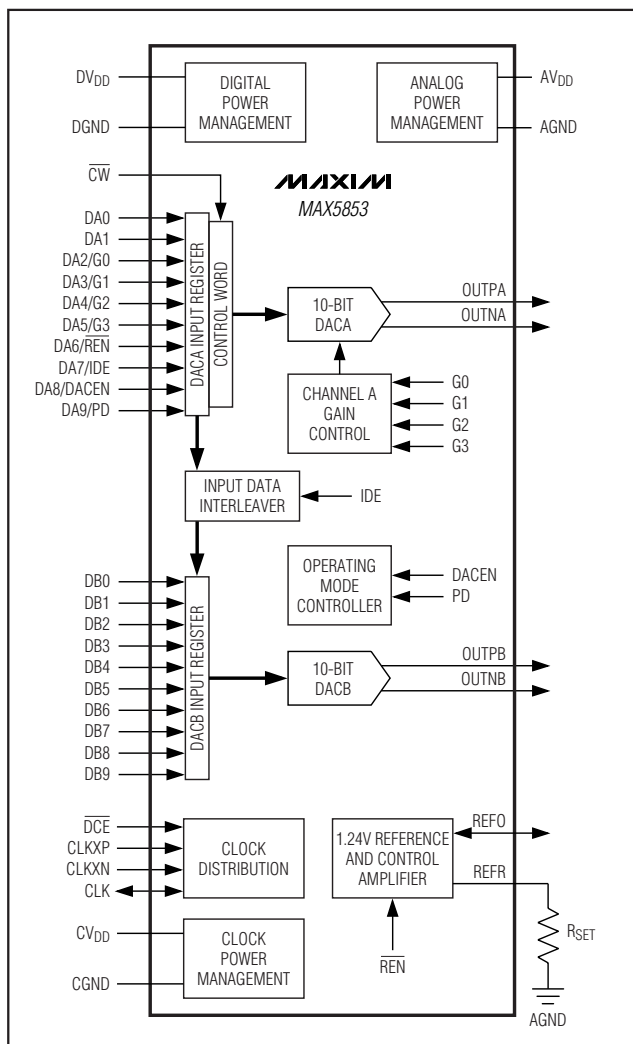 DVDD
DGND
DIGITAL
POWER
MANAGEMENT
ANALOG
POWER
MANAGEMENT
AVDD
AGND
CW
MAXIM
MAX5853
DA0
DA1
DA2/G0
DA3/G1
DA4/G2
DA5/G3
DA6/REN
DA7/IDE
DA8/DACEN
DA9/PD
DACA INPUT REGISTER
CONTROL WORD
10-BIT
DACA
OUTPA
OUTNA
CHANNEL A
GAIN
CONTROL
G0
G1
G2
G3
INPUT DATA
INTERLEAVER
IDE
OPERATING
MODE
CONTROLLER
DACEN
PD
DB0
DB1
DB2
DB3
DB4
DB5
DB6
DB7
DB8
DB9
DACB INPUT REGISTER
10-BIT
DACB
OUTPB
OUTNB
DCE
CLKXP
CLKXN
CLK
CLOCK
DISTRIBUTION
1.24V REFERENCE
AND CONTROL
AMPLIFIER
REFO
REFR
REN
RSET
AGND
CVDD
CGND
CLOCK
POWER
MANAGEMENT